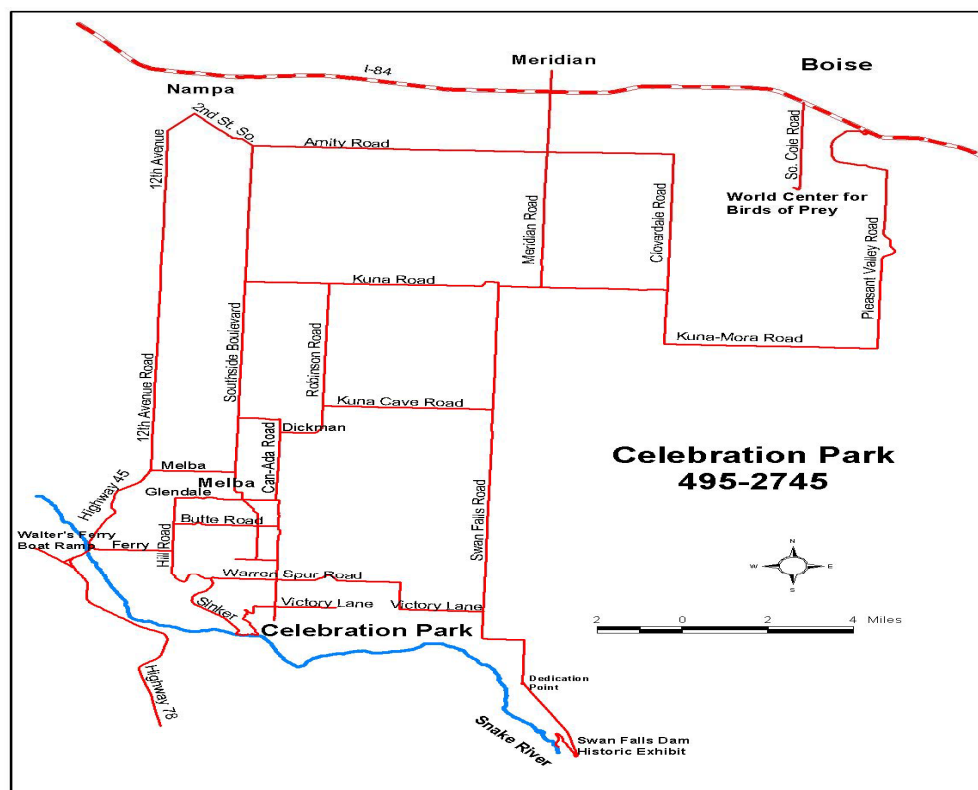 Meridian
Boise
I-84
Nampa
2nd St. So.
Amity Road
12th Avenue
So. Cole Road
World Center for
Birds of Prey
Meridian Road
Cloverdale Road
Pleasant Valley Road
Kuna Road
Kuna-Mora Road
Southside Boulevard
Robinson Road
Kuna Cave Road
12th Avenue Road
Dickman
Can-Ada Road
Celebration Park
495-2745
Melba
Melba
Highway 45
Glendale
Butte Road
Swan Falls Road
Walter's Ferry
Boat Ramp
Ferry
Hill Road
Warren Spur Road
N
W
E
S
Sinker
Victory Lane
Victory Lane
2
0
2
4
Miles
Celebration Park
Highway 78
Dedication
Point
Snake River
Swan Falls Dam
Historic Exhibit